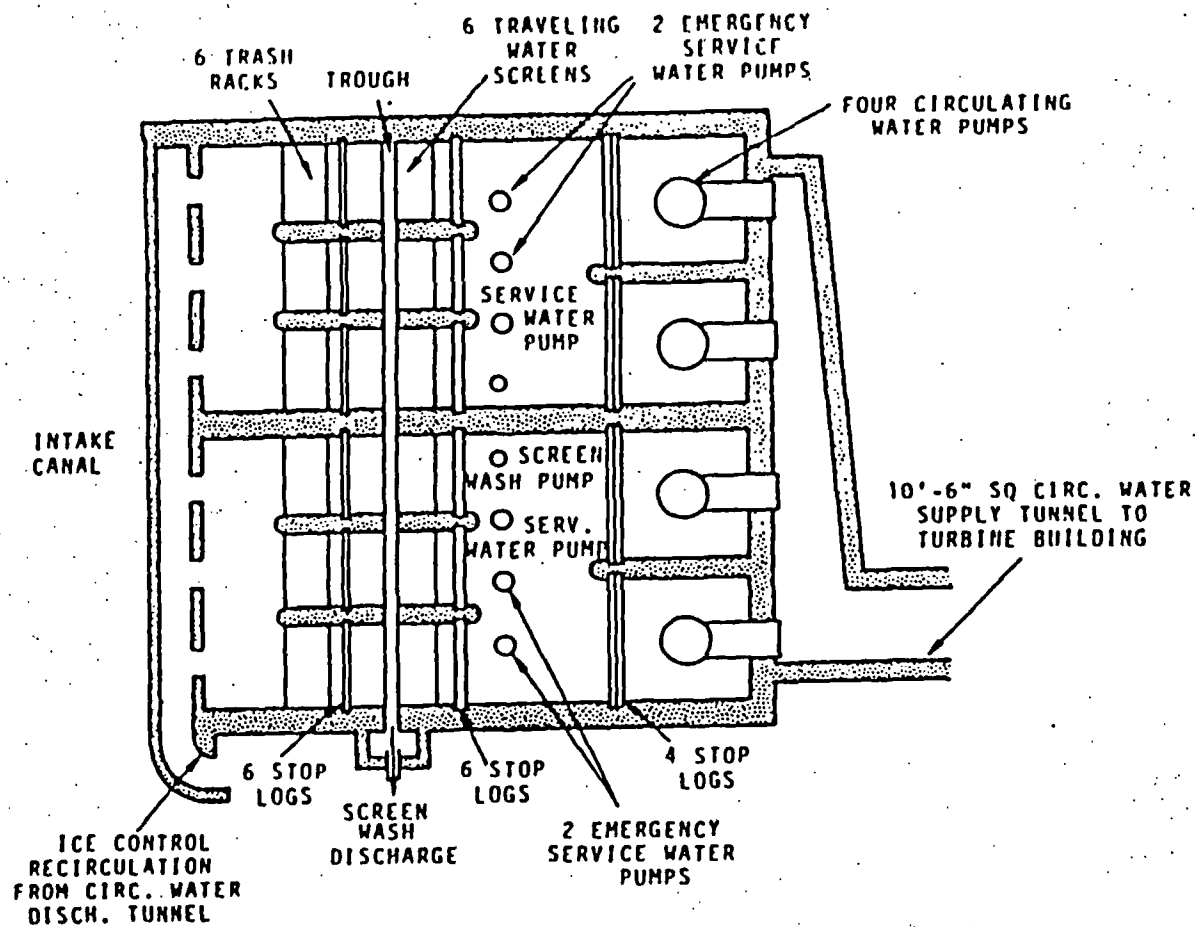 6 TRASH
RACKS
TROUGH
6 TRAVELING
WATER
SCREENS
2 EMERGENCY
SERVICE
WATER PUMPS
FOUR CIRCULATING
WATER PUMPS
SERVICE
WATER
PUMP
INTAKE
CANAL
SCREEN
WASH PUMP
SERV.
WATER PUMP
10'-6" SQ CIRC. WATER
SUPPLY TUNNEL TO
TURBINE BUILDING
6 STOP
LOGS
SCREEN
WASH
DISCHARGE
6 STOP
LOGS
4 STOP
LOGS
2 EMERGENCY
SERVICE WATER
PUMPS
ICE CONTROL
RECIRCULATION
FROM CIRC. WATER
DISCH. TUNNEL